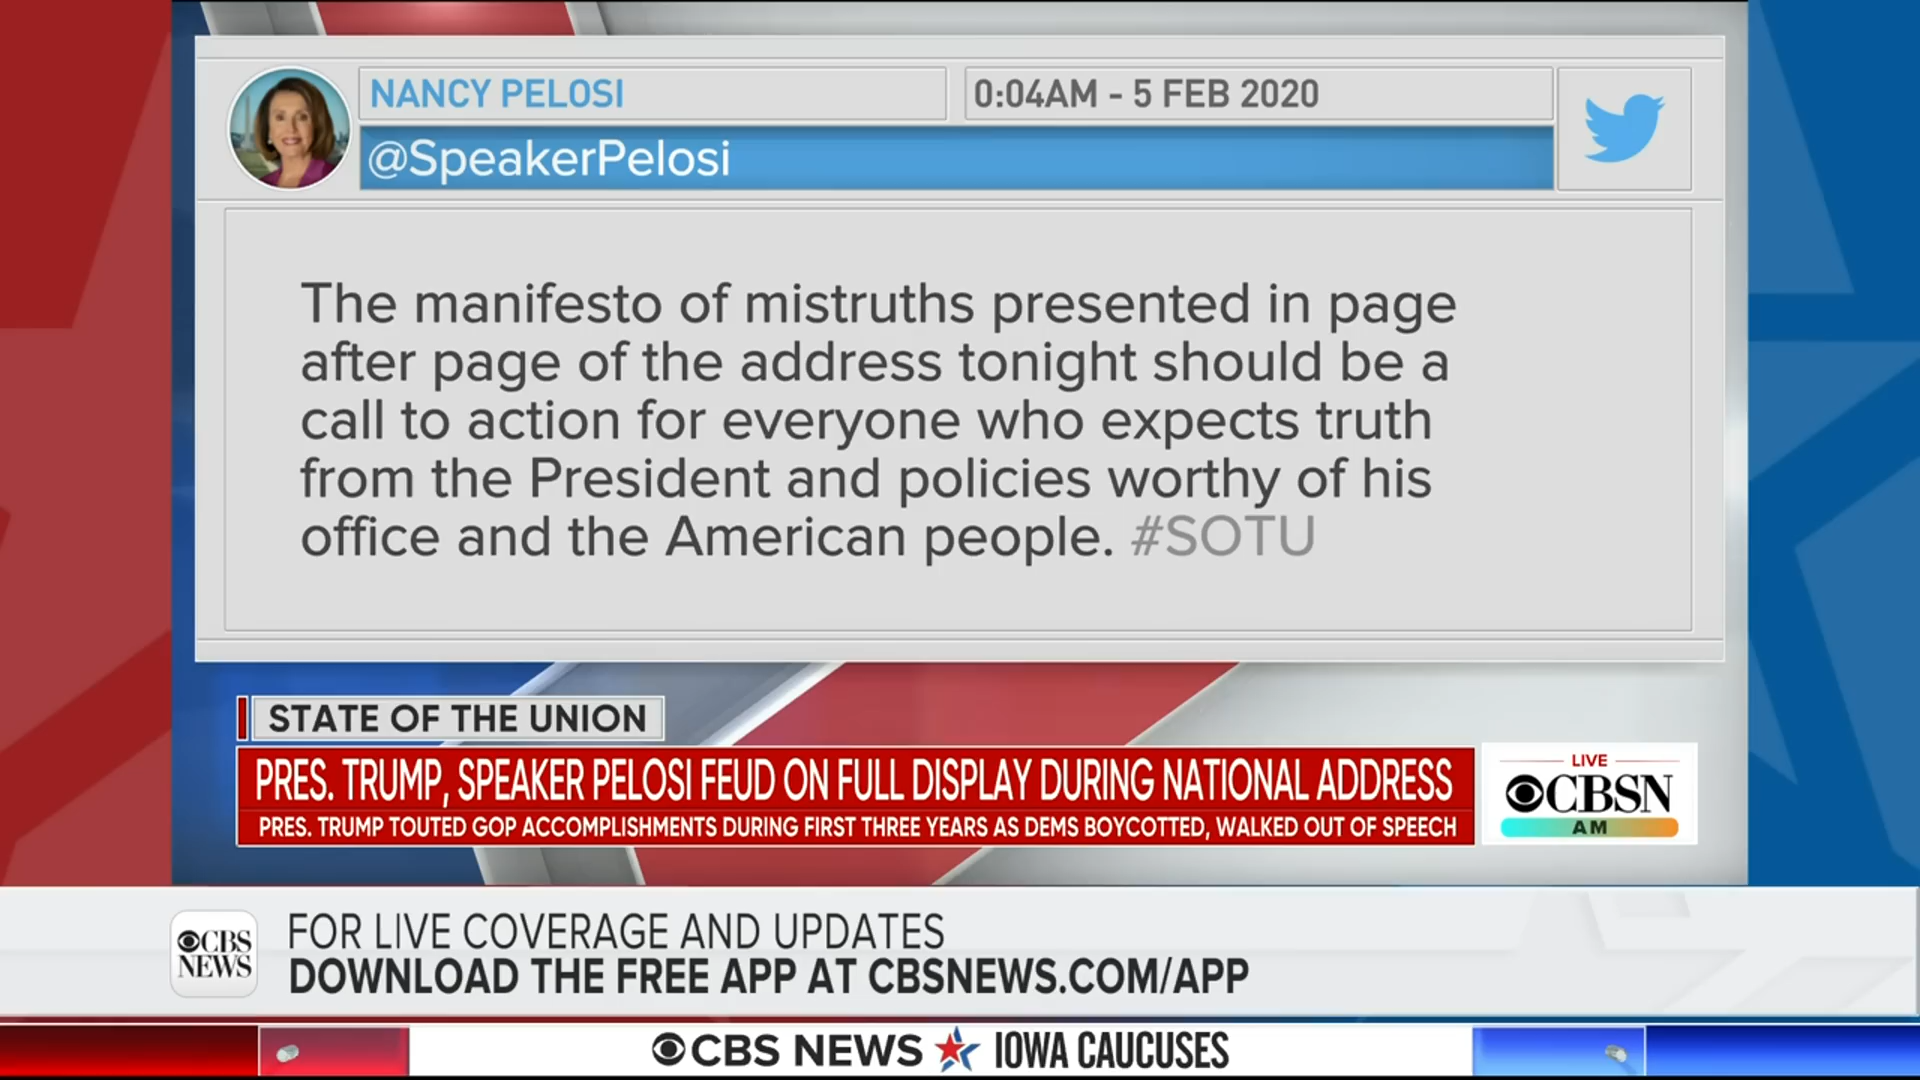 NANCY PELOSI
0:04AM - 5 FEB 2020
@SpeakerPelosi
The manifesto of mistruths presented in page
after page of the address tonight should be a
call to action for everyone who expects truth
from the President and policies worthy of his
office and the American people. #SOTU
STATE OF THE UNION
PRES. TRUMP, SPEAKER PELOSI FEUD ON FULL DISPLAY DURING NATIONAL ADDRESS
PRES. TRUMP TOUTED GOP ACCOMPLISHMENTS DURING FIRST THREE YEARS AS DEMS BOYCOTTED, WALKED OUT OF SPEECH
LIVE
CBSN
AM
CBS
NEWS
FOR LIVE COVERAGE AND UPDATES
DOWNLOAD THE FREE APP AT CBSNEWS.COM/APP
CBS NEWS IOWA CAUCUSES